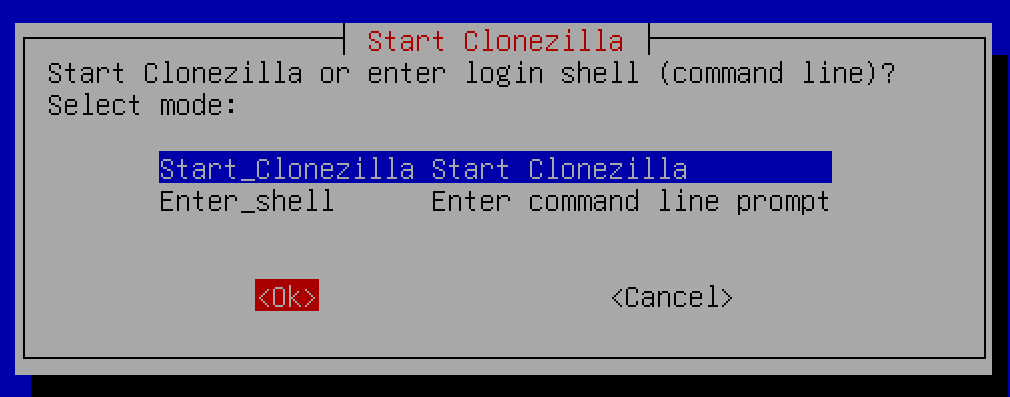 Start Clonezilla
Start Clonezilla or enter login shell (command line)?
Select mode:
Start_Clonezilla Start Clonezilla
Enter_shell Enter command line prompt
<Ok> <Cancel>